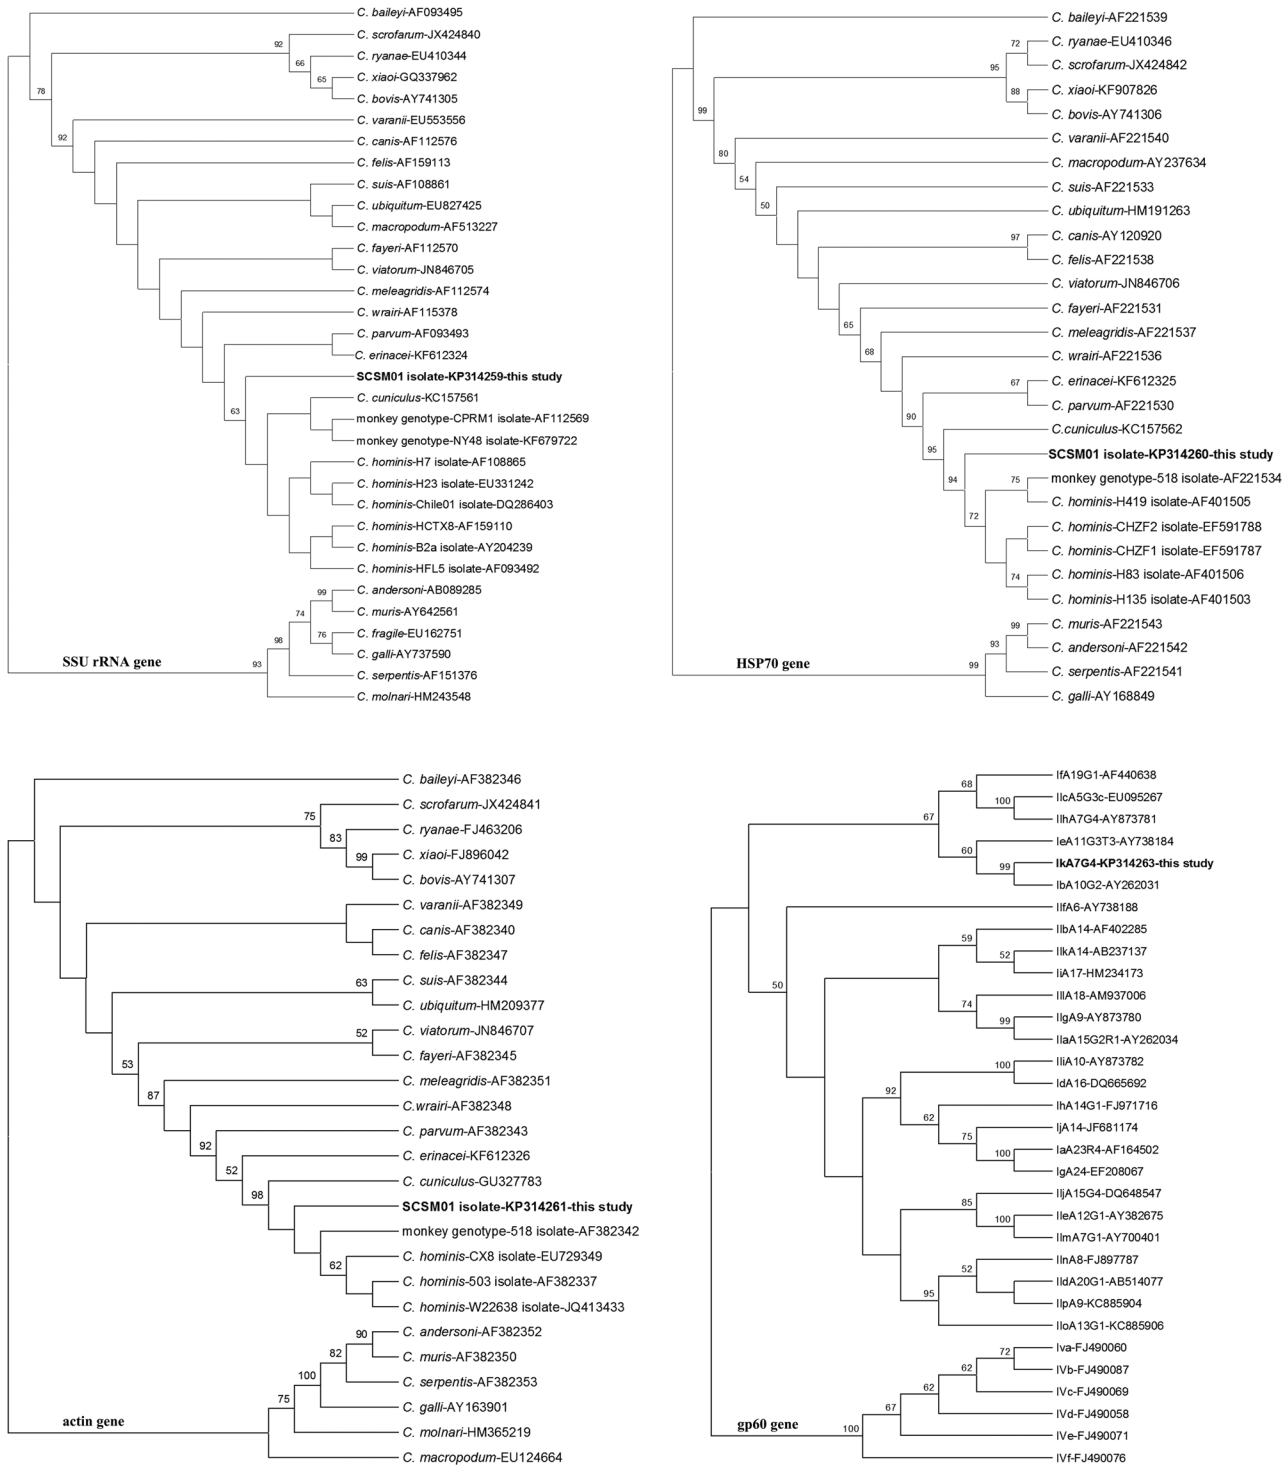 C. baileyi-AF093495
92
C. scrofarum-JX424840
C. ryanae-EU410344
66
C. xiaoi-GQ337962
65
C. bovis-AY741305
78
C. varanii-EU553556
92
C. canis-AF112576
C. felis-AF159113
C. suis-AF108861
C. ubiquitum-EU827425
C. macropodum-AF513227
C. fayeri-AF112570
C. viatorum-JN846705
C. meleagridis-AF112574
C. wrairi-AF115378
C. parvum-AF093493
C. erinacei-KF612324
SCSM01 isolate-KP314259-this study
63
C. cuniculus-KC157561
monkey genotype-CPRM1 isolate-AF112569
monkey genotype-NY48 isolate-KF679722
C. hominis-H7 isolate-AF108865
C. hominis-H23 isolate-EU331242
C. hominis-Chile01 isolate-DQ286403
C. hominis-HCTX8-AF159110
C. hominis-B2a isolate-AY204239
C. hominis-HFL5 isolate-AF093492
99
C. andersoni-AB089285
74
C. muris-AY642561
76
C. fragile-EU162751
98
C. galli-AY737590
93
C. serpentis-AF151376
C. molnari-HM243548
SSU rRNA gene
C. baileyi-AF221539
72
C. ryanae-EU410346
95
C. scrofarum-JX424842
88
C. xiaoi-KF907826
C. bovis-AY741306
99
C. varanii-AF221540
80
C. macropodum-AY237634
54
C. suis-AF221533
50
C. ubiquitum-HM191263
97
C. canis-AY120920
C. felis-AF221538
C. viatorum-JN846706
C. fayeri-AF221531
65
C. meleagridis-AF221537
68
C. wrairi-AF221536
67
C. erinacei-KF612325
C. parvum-AF221530
90
C.cuniculus-KC157562
95
SCSM01 isolate-KP314260-this study
94
75
monkey genotype-518 isolate-AF221534
C. hominis-H419 isolate-AF401505
72
C. hominis-CHZF2 isolate-EF591788
C. hominis-CHZF1 isolate-EF591787
74
C. hominis-H83 isolate-AF401506
C. hominis-H135 isolate-AF401503
99
C. muris-AF221543
93
C. andersoni-AF221542
99
C. serpentis-AF221541
C. galli-AY168849
HSP70 gene
C. baileyi-AF382346
75
C. scrofarum-JX424841
83
C. ryanae-FJ463206
99
C. xiaoi-FJ896042
C. bovis-AY741307
C. varanii-AF382349
C. canis-AF382340
C. felis-AF382347
63
C. suis-AF382344
C. ubiquitum-HM209377
52
C. viatorum-JN846707
C. fayeri-AF382345
53
C. meleagridis-AF382351
87
C.wrairi-AF382348
C. parvum-AF382343
92
C. erinacei-KF612326
52
C. cuniculus-GU327783
98
SCSM01 isolate-KP314261-this study
monkey genotype-518 isolate-AF382342
C. hominis-CX8 isolate-EU729349
62
C. hominis-503 isolate-AF382337
C. hominis-W22638 isolate-JQ413433
90
C. andersoni-AF382352
82
C. muris-AF382350
100
C. serpentis-AF382353
75
C. galli-AY163901
C. molnari-HM365219
C. macropodum-EU124664
actin gene
68
IfA19G1-AF440638
100
IIcA5G3c-EU095267
67
IIhA7G4-AY873781
60
IeA11G3T3-AY738184
99
IkA7G4-KP314263-this study
IbA10G2-AY262031
IIfA6-AY738188
59
IIbA14-AF402285
52
IIkA14-AB237137
IiA17-HM234173
50
74
IIlA18-AM937006
99
IIgA9-AY873780
IIaA15G2R1-AY262034
100
IIiA10-AY873782
IdA16-DQ665692
92
62
IhA14G1-FJ971716
75
IjA14-JF681174
100
IaA23R4-AF164502
IgA24-EF208067
85
IIjA15G4-DQ648547
100
IIeA12G1-AY382675
IImA7G1-AY700401
52
IInA8-FJ897787
95
IIdA20G1-AB514077
IIpA9-KC885904
IIoA13G1-KC885906
72
Iva-FJ490060
62
IVb-FJ490087
62
IVc-FJ490069
67
IVd-FJ490058
100
IVe-FJ490071
IVf-FJ490076
gp60 gene